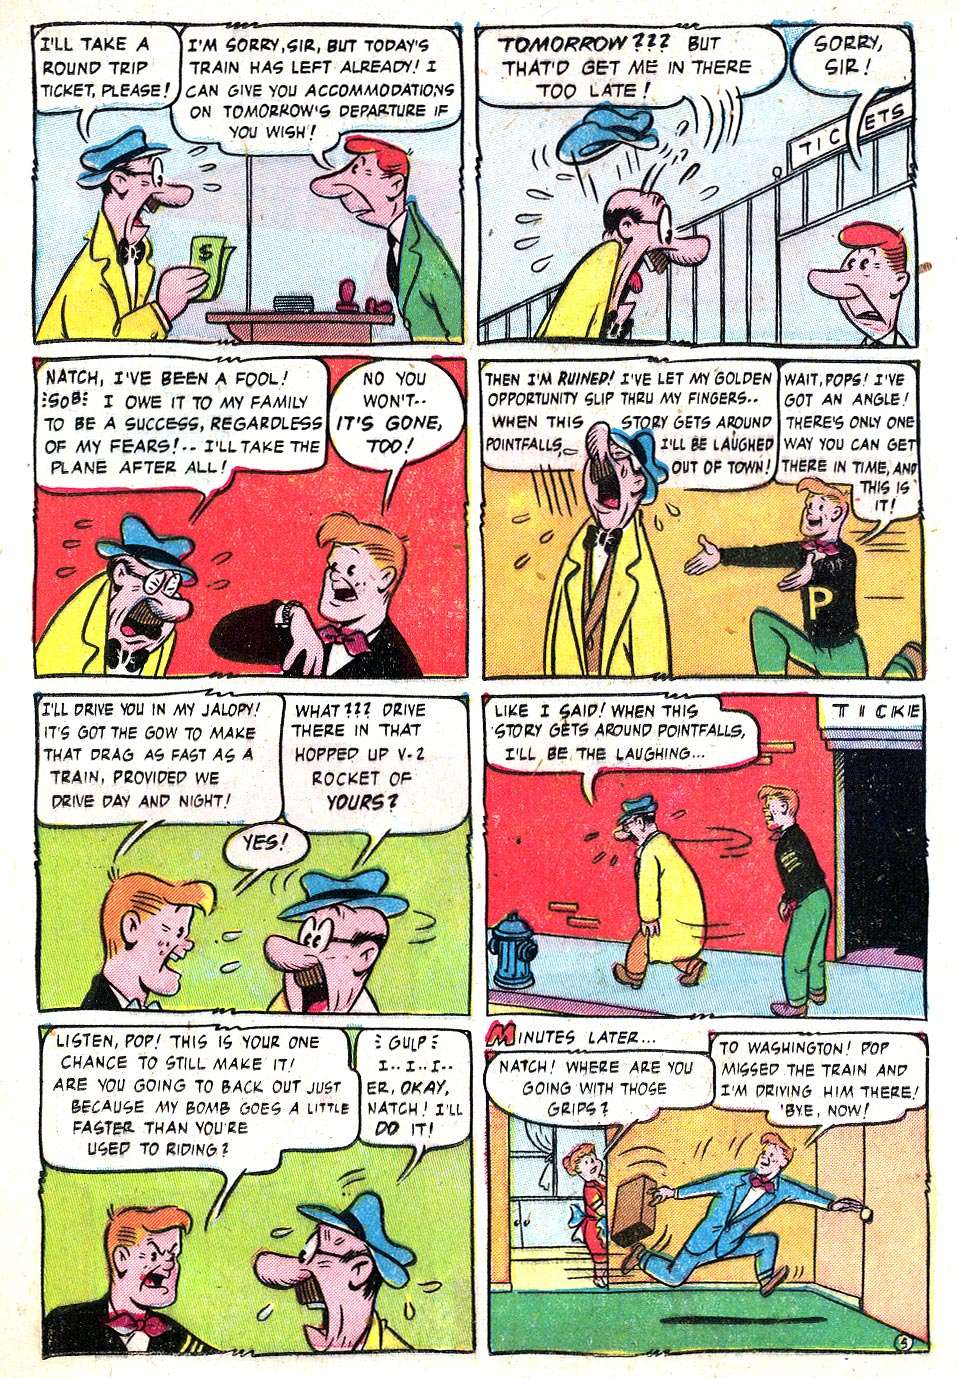 I'LL TAKE A
ROUND TRIP
TICKET, PLEASE!
I'M SORRY, SIR, BUT TODAY'S
TRAIN HAS LEFT ALREADY! I
CAN GIVE YOU ACCOMMODATIONS
ON TOMORROW'S DEPARTURE IF
YOU WISH!
$
TOMORROW??? BUT
THAT'D GET ME IN THERE
TOO LATE!
SORRY,
SIR!
TICKETS
NATCH, I'VE BEEN A FOOL!
SOB I OWE IT TO MY FAMILY
TO BE A SUCCESS, REGARDLESS
OF MY FEARS!.. I'LL TAKE THE
PLANE AFTER ALL!
NO YOU
WON'T..
IT'S GONE,
TOO!
THEN I'M RUINED! I'VE LET MY GOLDEN
OPPORTUNITY SLIP THRU MY FINGERS..
WHEN THIS STORY GETS AROUND
POINTFALLS, I'LL BE LAUGHED
OUT OF TOWN!
WAIT, POPS! I'VE
GOT AN ANGLE!
THERE'S ONLY ONE
WAY YOU CAN GET
THERE IN TIME, AND
THIS IS
IT!
P
I'LL DRIVE YOU IN MY JALOPY!
IT'S GOT THE GOW TO MAKE
THAT DRAG AS FAST AS A
TRAIN, PROVIDED WE
DRIVE DAY AND NIGHT!
WHAT??? DRIVE
THERE IN THAT
HOPPED UP V-2
ROCKET OF
YOURS?
YES!
LIKE I SAID! WHEN THIS
STORY GETS AROUND POINTFALLS,
I'LL BE THE LAUGHING...
TICKE
LISTEN, POP! THIS IS YOUR ONE
CHANCE TO STILL MAKE IT!
ARE YOU GOING TO BACK OUT JUST
BECAUSE MY BOMB GOES A LITTLE
FASTER THAN YOU'RE
USED TO RIDING?
GULP
I.. I.. I..
ER, OKAY,
NATCH! I'LL
DO IT!
MINUTES LATER...
NATCH! WHERE ARE YOU
GOING WITH THOSE
GRIPS?
TO WASHINGTON! POP
MISSED THE TRAIN AND
I'M DRIVING HIM THERE!
'BYE, NOW!
5